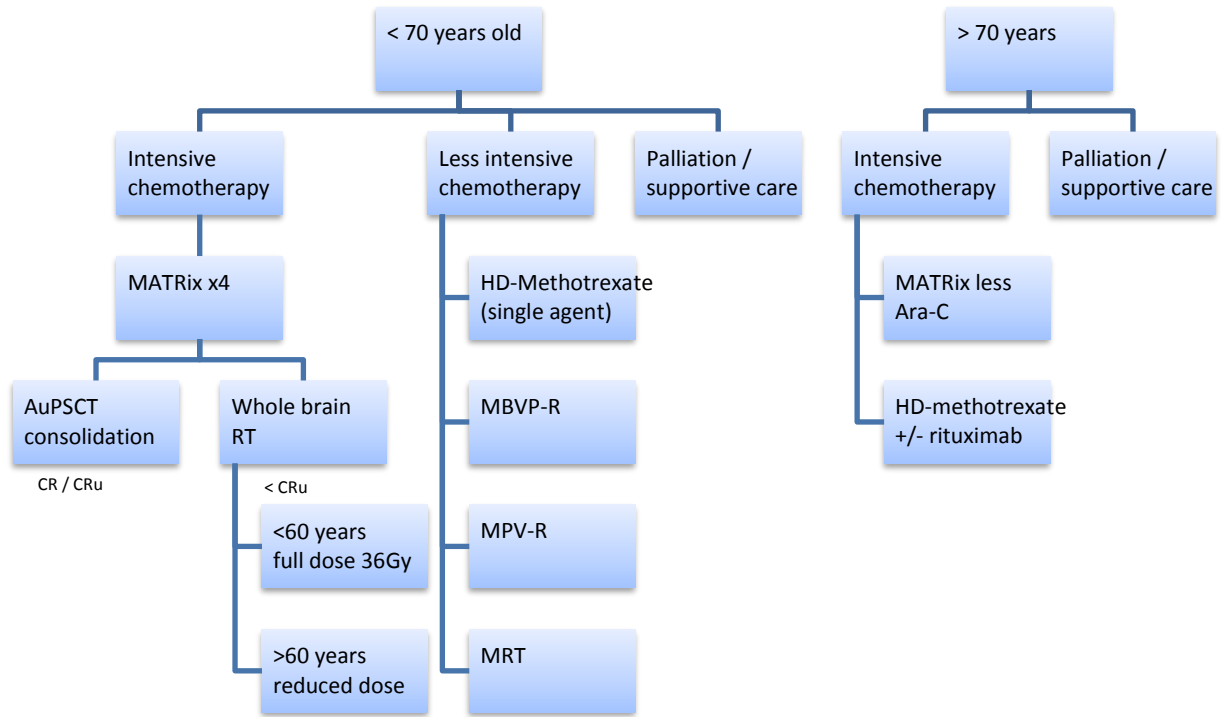 < 70 years old
> 70 years
Intensive
chemotherapy
Less intensive
chemotherapy
Palliation /
supportive care
Intensive
chemotherapy
Palliation /
supportive care
MATRix x4
HD-Methotrexate
(single agent)
MATRix less
Ara-C
AuPSCT
consolidation
Whole brain
RT
MBVP-R
HD-methotrexate
+/- rituximab
CR / CRu
< CRu
<60 years
full dose 36Gy
MPV-R
>60 years
reduced dose
MRT